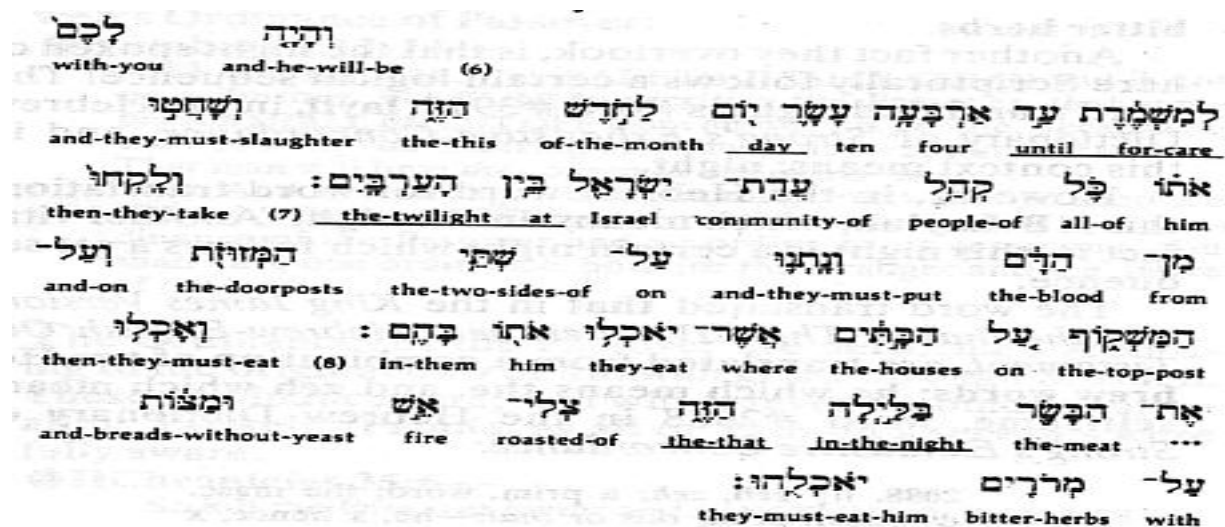 וְהָיָה לָכֶם
with-you and-he-will-be (6)
לְמִשְׁמֶרֶת עַד אַרְבָּעָה עָשָׂר יוֹם לַחֹדֶשׁ הַזֶּה וְשָׁחֲטוּ
and-they-must-slaughter the-this of-the-month day ten four until for-care
אֹתוֹ כֹּל קְהַל עֲדַת־ יִשְׂרָאֵל בֵּין הָעַרְבָּיִם׃ וְלָקְחוּ
then-they-take (7) the-twilight at Israel community-of people-of all-of him
מִן־ הַדָּם וְנָתְנוּ עַל־ שְׁתֵּי הַמְּזוּזֹת וְעַל־
and-on the-doorposts the-two-sides-of on and-they-must-put the-blood from
הַמַּשְׁקוֹף עַל הַבָּתִּים אֲשֶׁר־ יֹאכְלוּ אֹתוֹ בָּהֶם׃ וְאָכְלוּ
then-they-must-eat (8) in-them him they-eat where the-houses on the-top-post
אֶת־ הַבָּשָׂר בַּלַּיְלָה הַזֶּה צְלִי־ אֵשׁ וּמַצּוֹת
and-breads-without-yeast fire roasted-of the-that in-the-night the-meat ***
עַל־ מְרֹרִים יֹאכְלֻהוּ׃
they-must-eat-him bitter-herbs with